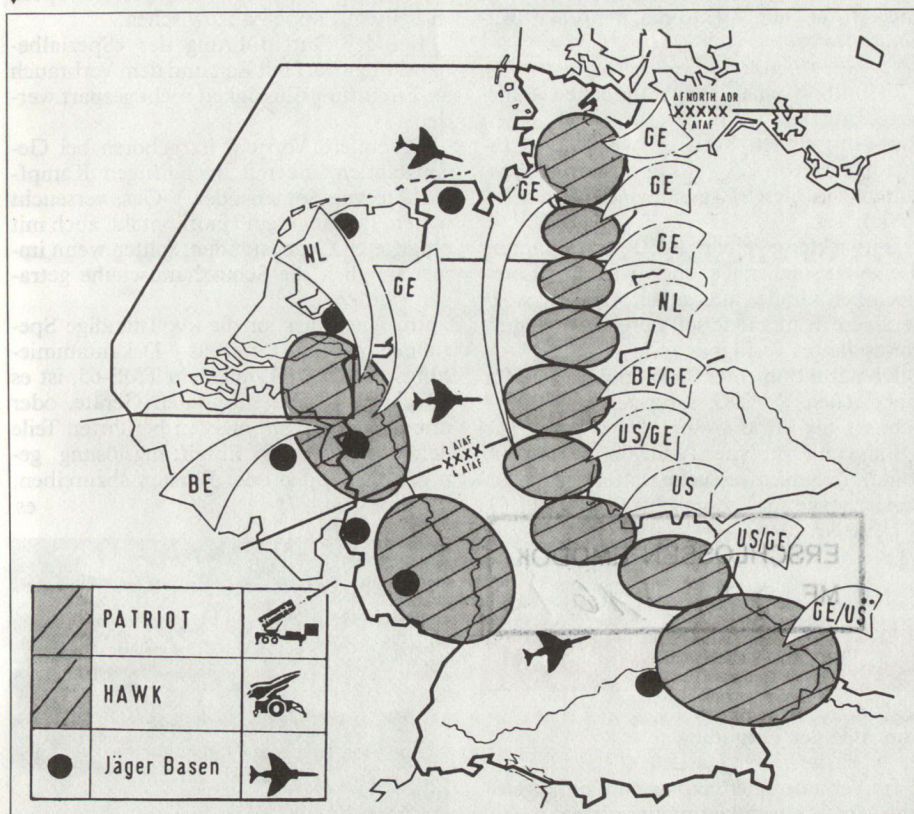 AFNORTH ADR
XXXXX
2 ATAF
GE
GE
GE
GE
NL
NL
GE
BE/GE
US/GE
2 ATAF
XXXX
4 ATAF
BE
US
US/GE
GE/US
PATRIOT
HAWK
Jäger Basen